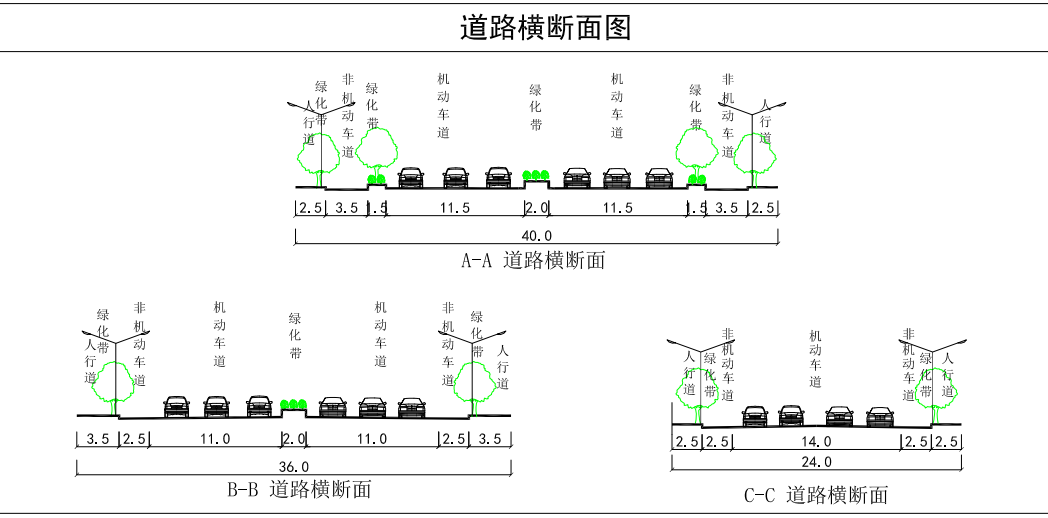 道路横断面图
人行道
绿化带
非机动车道
绿化带
机动车道
绿化带
机动车道
绿化带
非机动车道
人行道
2.5 3.5 1.5 11.5 2.0 11.5 1.5 3.5 2.5
40.0
A-A 道路横断面
人行道
绿化带
非机动车道
机动车道
绿化带
机动车道
非机动车道
绿化带
人行道
3.5 2.5 11.0 2.0 11.0 2.5 3.5
36.0
B-B 道路横断面
人行道
绿化带
非机动车道
机动车道
非机动车道
绿化带
人行道
2.5 2.5 14.0 2.5 2.5
24.0
C-C 道路横断面